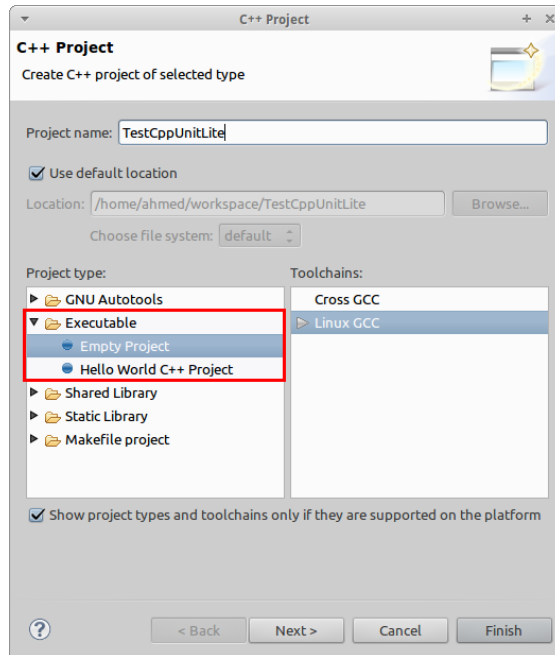 C++ Project
C++ Project
Create C++ project of selected type
Project name: TestCppUnitLite
Use default location
Location: /home/ahmed/workspace/TestCppUnitLite Browse...
Choose file system: default
Project type: Toolchains:
GNU Autotools Cross GCC
Executable Linux GCC
Empty Project
Hello World C++ Project
Shared Library
Static Library
Makefile project
Show project types and toolchains only if they are supported on the platform
? < Back Next > Cancel Finish